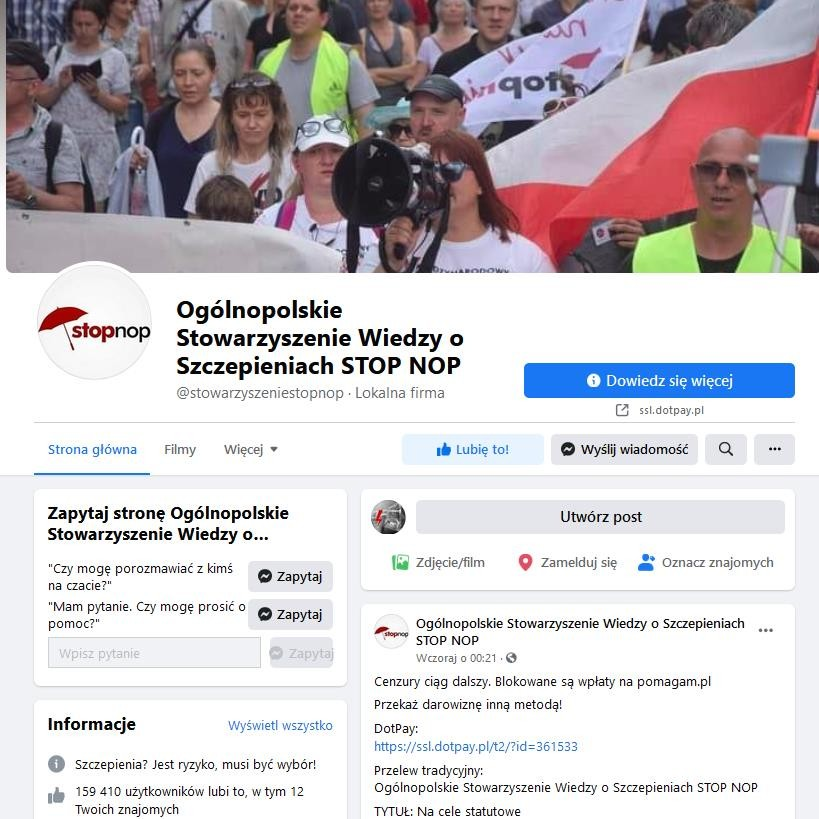 stop
stopnop
Ogólnopolskie
Stowarzyszenie Wiedzy o
Szczepieniach STOP NOP
@stowarzyszeniestopnop · Lokalna firma
Dowiedz się więcej
ssl.dotpay.pl
Strona główna
Filmy
Więcej
Lubię to!
Wyślij wiadomość
Zapytaj stronę Ogólnopolskie
Stowarzyszenie Wiedzy o...
"Czy mogę porozmawiać z kimś
na czacie?"
Zapytaj
"Mam pytanie. Czy mogę prosić o
pomoc?"
Zapytaj
Wpisz pytanie
Zapytaj
Informacje
Wyświetl wszystko
Szczepienia? Jest ryzyko, musi być wybór!
159 410 użytkowników lubi to, w tym 12
Twoich znajomych
Utwórz post
Zdjęcie/film
Zamelduj się
Oznacz znajomych
stopnop
Ogólnopolskie Stowarzyszenie Wiedzy o Szczepieniach
STOP NOP
Wczoraj o 00:21 ·
Cenzury ciąg dalszy. Blokowane są wpłaty na pomagam.pl
Przekaż darowiznę inną metodą!
DotPay:
https://ssl.dotpay.pl/t2/?id=361533
Przelew tradycyjny:
Ogólnopolskie Stowarzyszenie Wiedzy o Szczepieniach STOP NOP
TYTUŁ: Na cele statutowe